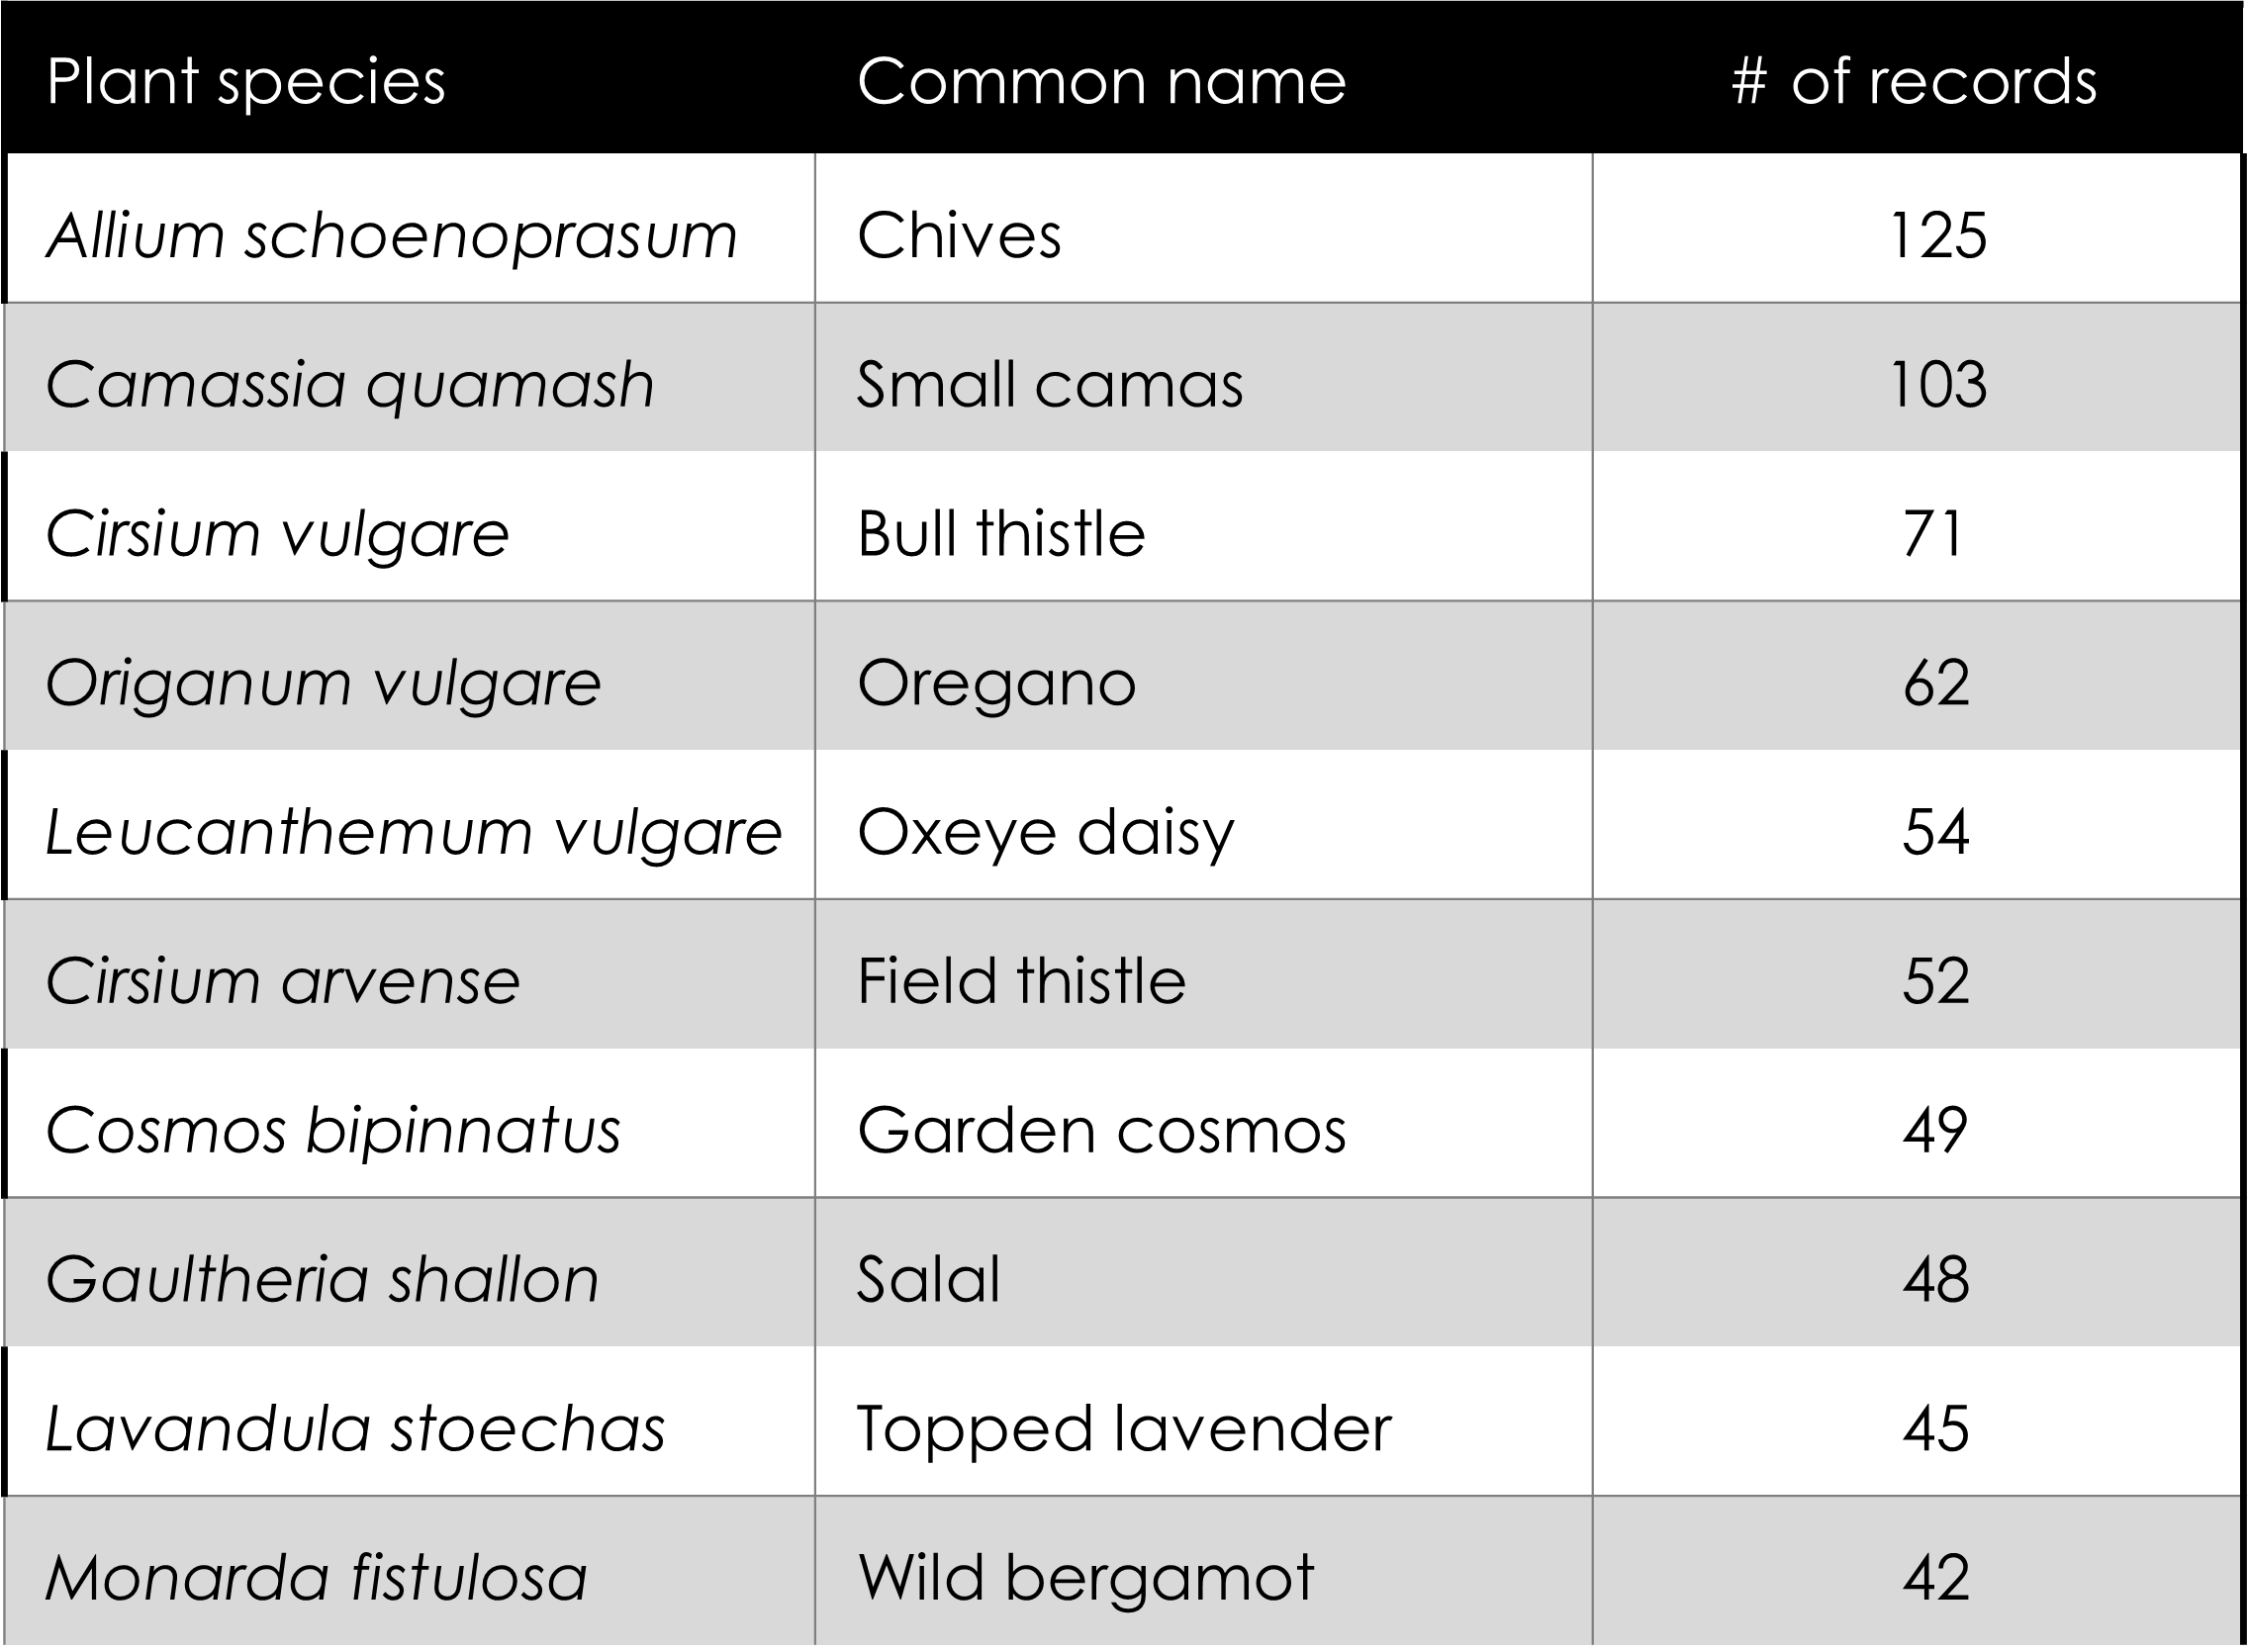 Plant species Common name # of records
Allium schoenoprasum Chives 125
Camassia quamash Small camas 103
Cirsium vulgare Bull thistle 71
Origanum vulgare Oregano 62
Leucanthemum vulgare Oxeye daisy 54
Cirsium arvense Field thistle 52
Cosmos bipinnatus Garden cosmos 49
Gaultheria shallon Salal 48
Lavandula stoechas Topped lavender 45
Monarda fistulosa Wild bergamot 42